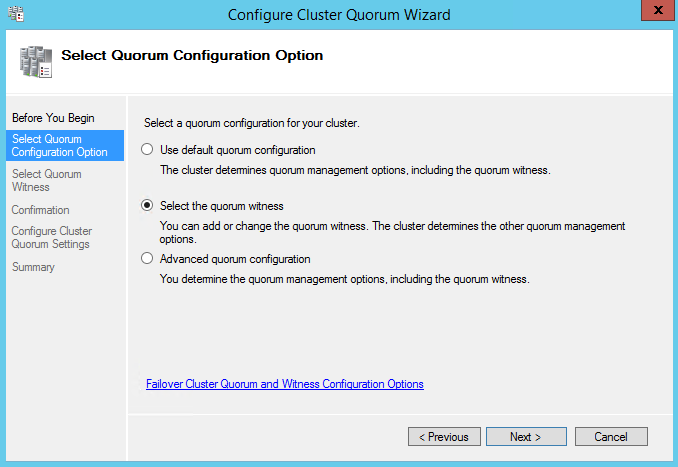 Configure Cluster Quorum Wizard
x
Select Quorum Configuration Option
Before You Begin
Select Quorum
Configuration Option
Select Quorum
Witness
Confirmation
Configure Cluster
Quorum Settings
Summary
Select a quorum configuration for your cluster.
Use default quorum configuration
The cluster determines quorum management options, including the quorum witness.
Select the quorum witness
You can add or change the quorum witness. The cluster determines the other quorum management
options.
Advanced quorum configuration
You determine the quorum management options, including the quorum witness.
Failover Cluster Quorum and Witness Configuration Options
< Previous
Next >
Cancel